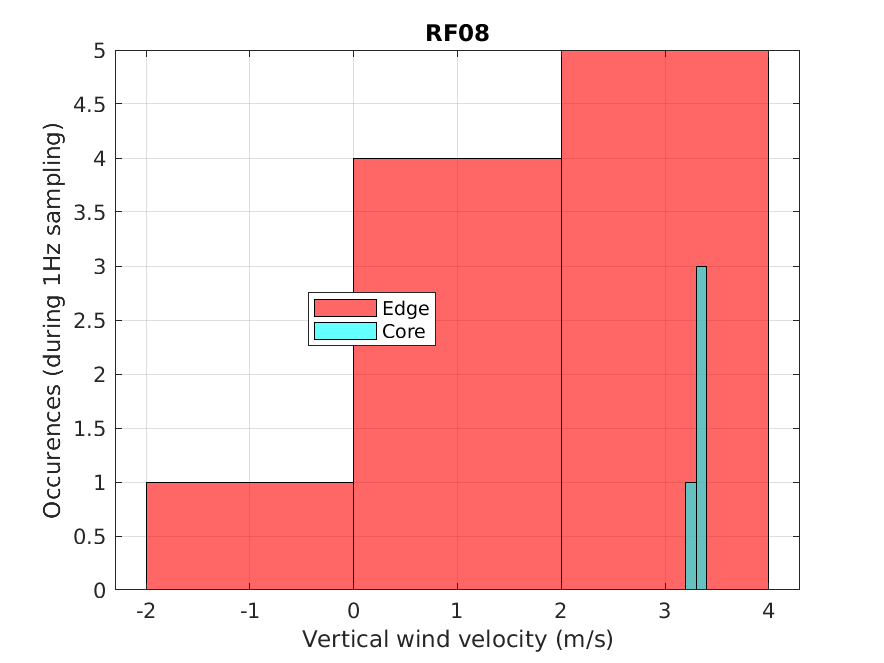 RF08
Occurences (during 1Hz sampling)
5
4.5
4
3.5
3
2.5
2
1.5
1
0.5
0
Edge
Core
-2 -1 0 1 2 3 4
Vertical wind velocity (m/s)